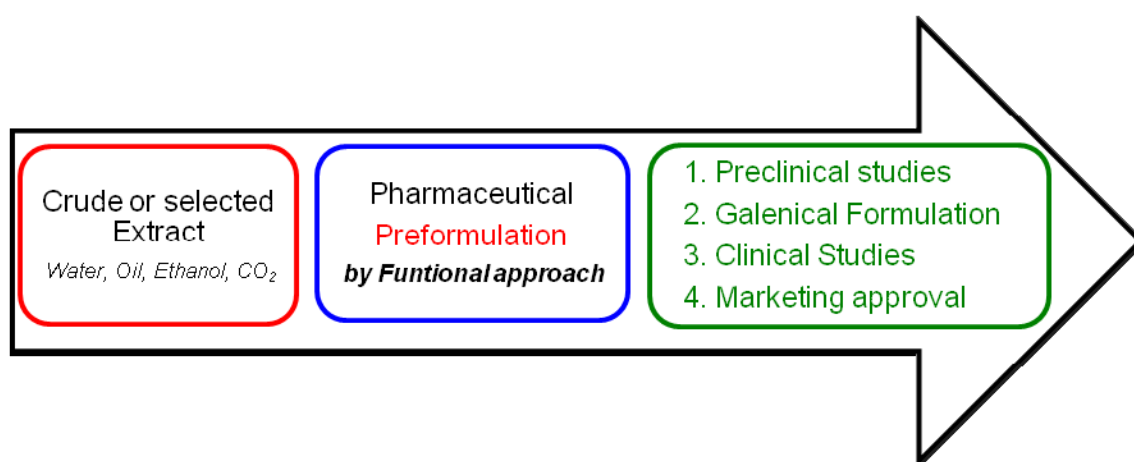 Crude or selected
Extract
Water, Oil, Ethanol, CO₂
Pharmaceutical
Preformulation
by Funtional approach
1. Preclinical studies
2. Galenical Formulation
3. Clinical Studies
4. Marketing approval